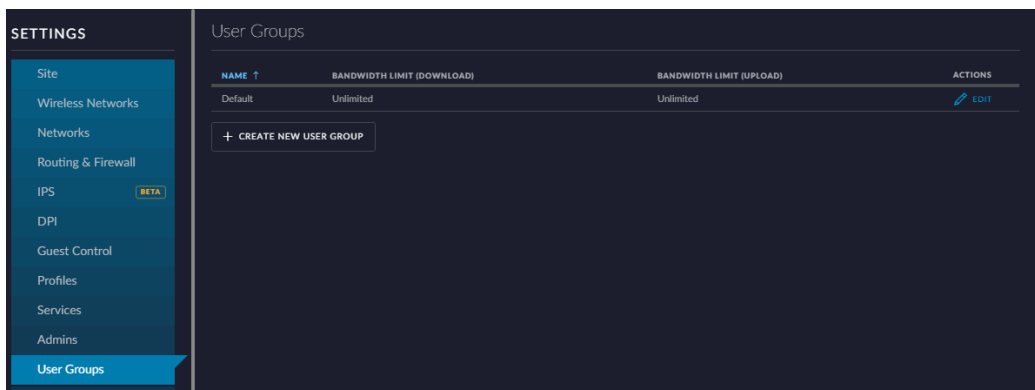 SETTINGS
Site
Wireless Networks
Networks
Routing & Firewall
IPS BETA
DPI
Guest Control
Profiles
Services
Admins
User Groups
User Groups
NAME ↑ BANDWIDTH LIMIT (DOWNLOAD) BANDWIDTH LIMIT (UPLOAD) ACTIONS
Default Unlimited Unlimited EDIT
+ CREATE NEW USER GROUP